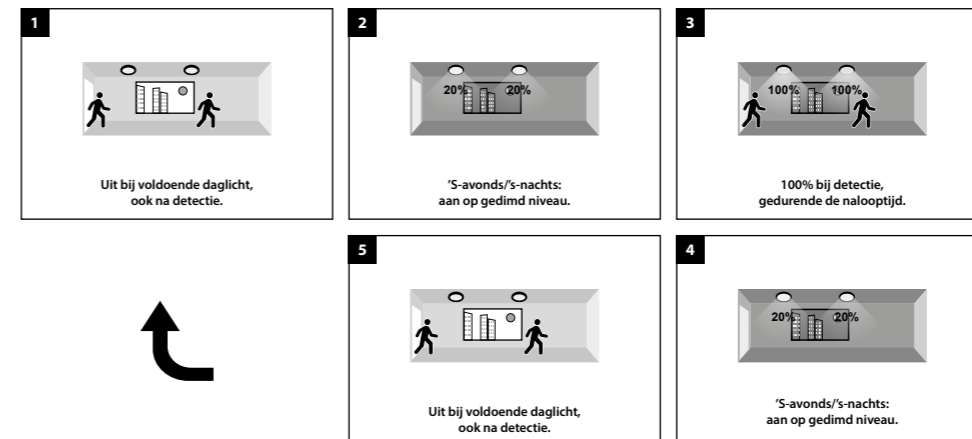 1
Uit bij voldoende daglicht,
ook na detectie.
2
20% 20%
'S-avonds/'s-nachts:
aan op gedimd niveau.
3
100% 100%
100% bij detectie,
gedurende de nalooptijd.
5
Uit bij voldoende daglicht,
ook na detectie.
4
20% 20%
'S-avonds/'s-nachts:
aan op gedimd niveau.